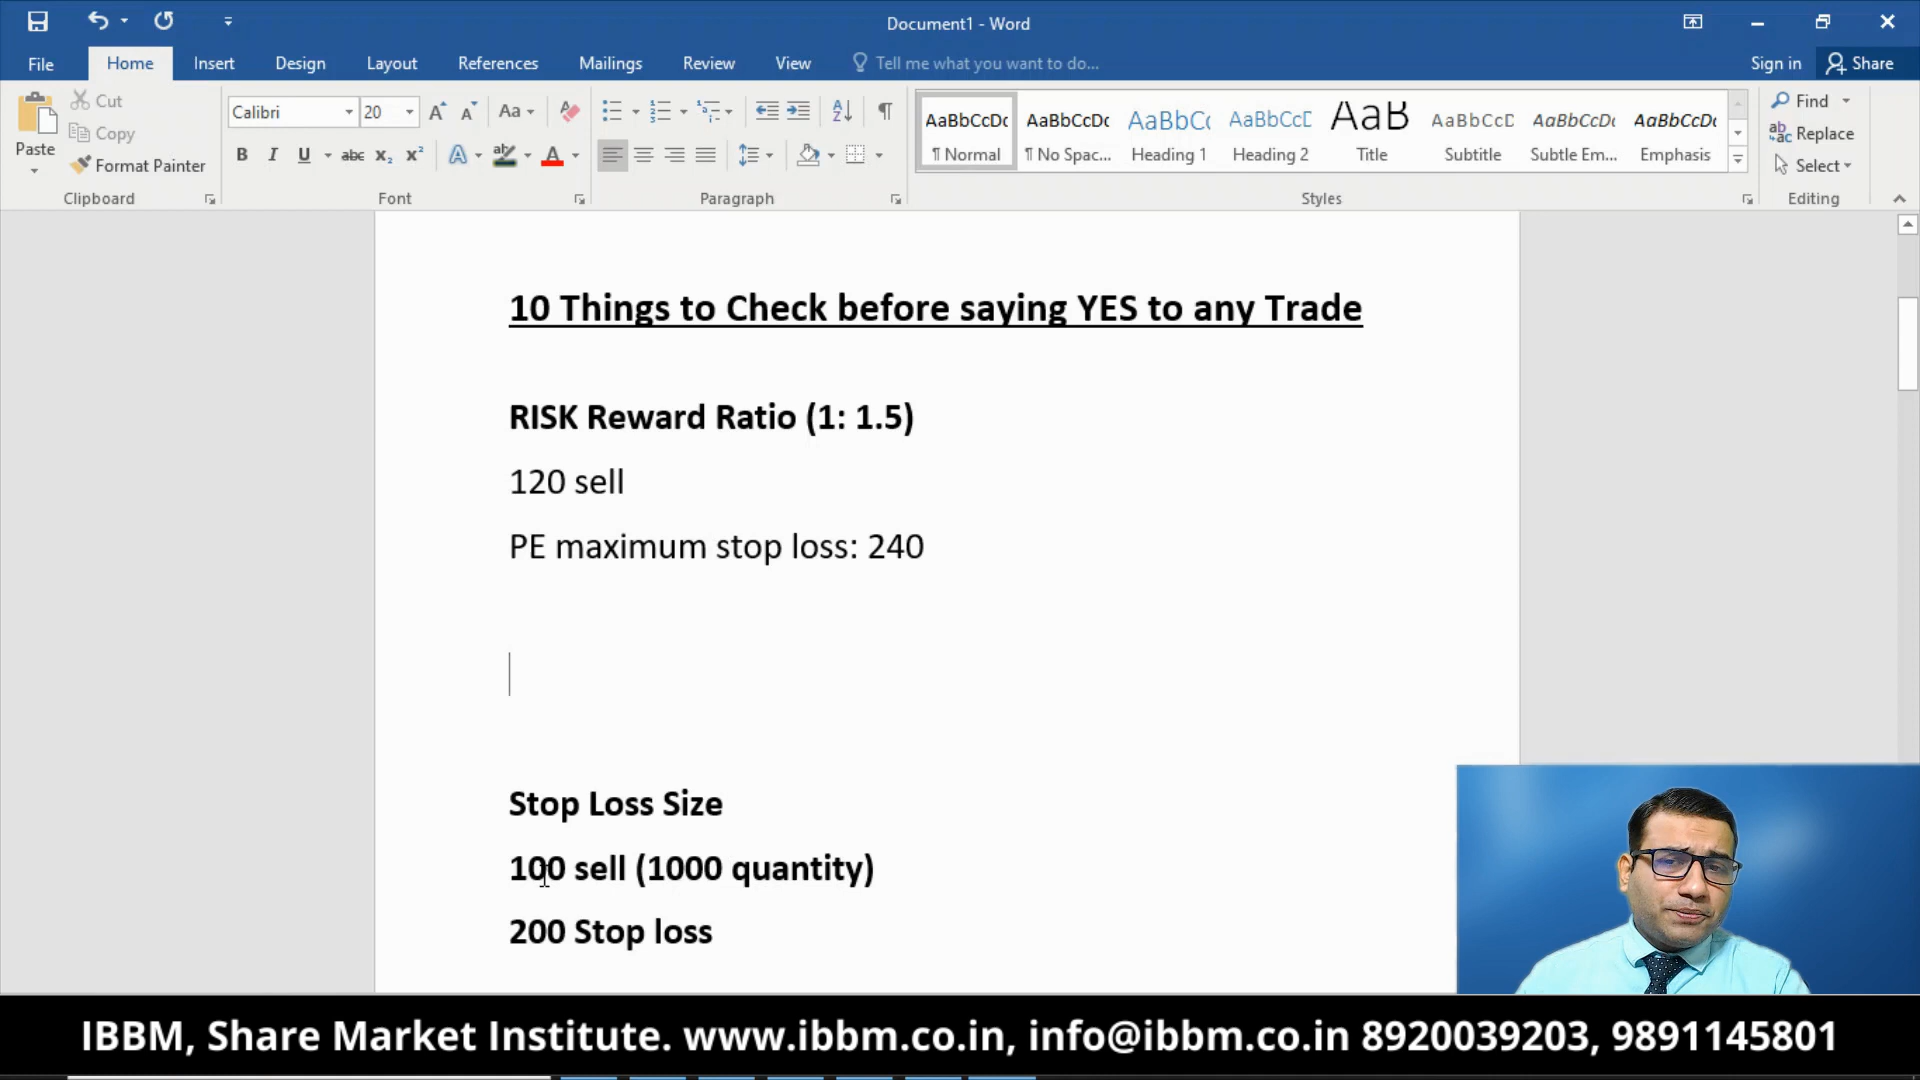 Document1 - Word
File Home Insert Design Layout References Mailings Review View Tell me what you want to do... Sign in Share
Paste Cut Copy Format Painter Clipboard
Calibri 20 Font
Paragraph
AaBbCcDc AaBbCcDc AaBbCc AaBbCcD AaB AaBbCcD AaBbCcDc AaBbCcDc
¶ Normal ¶ No Spac... Heading 1 Heading 2 Title Subtitle Subtle Em... Emphasis
Styles
Find Replace Select Editing
10 Things to Check before saying YES to any Trade
RISK Reward Ratio (1: 1.5)
120 sell
PE maximum stop loss: 240
Stop Loss Size
100 sell (1000 quantity)
200 Stop loss
IBBM, Share Market Institute. www.ibbm.co.in, info@ibbm.co.in 8920039203, 9891145801